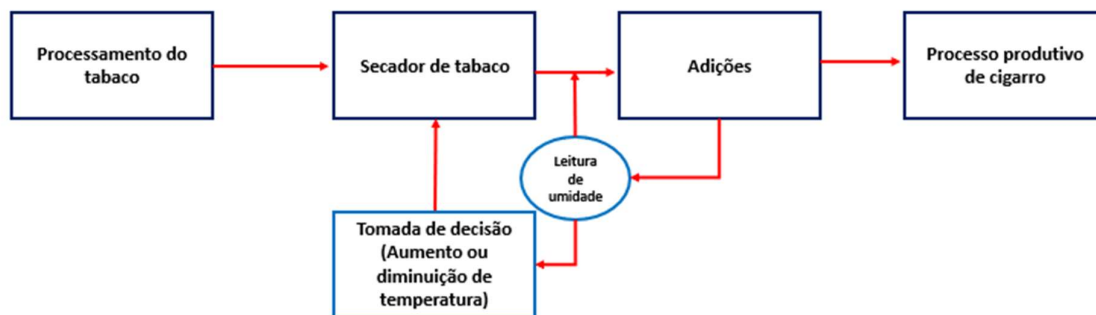 Processamento do
tabaco
Secador de tabaco
Adições
Processo produtivo
de cigarro
Leitura
de
umidade
Tomada de decisão
(Aumento ou
diminuição de
temperatura)